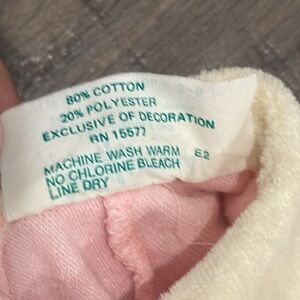 80% COTTON
20% POLYESTER
EXCLUSIVE OF DECORATION
RN 15577
MACHINE WASH WARM E2
NO CHLORINE BLEACH
LINE DRY